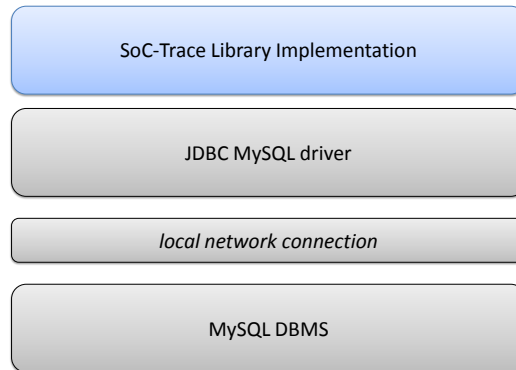 SoC-Trace Library Implementation
JDBC MySQL driver
local network connection
MySQL DBMS